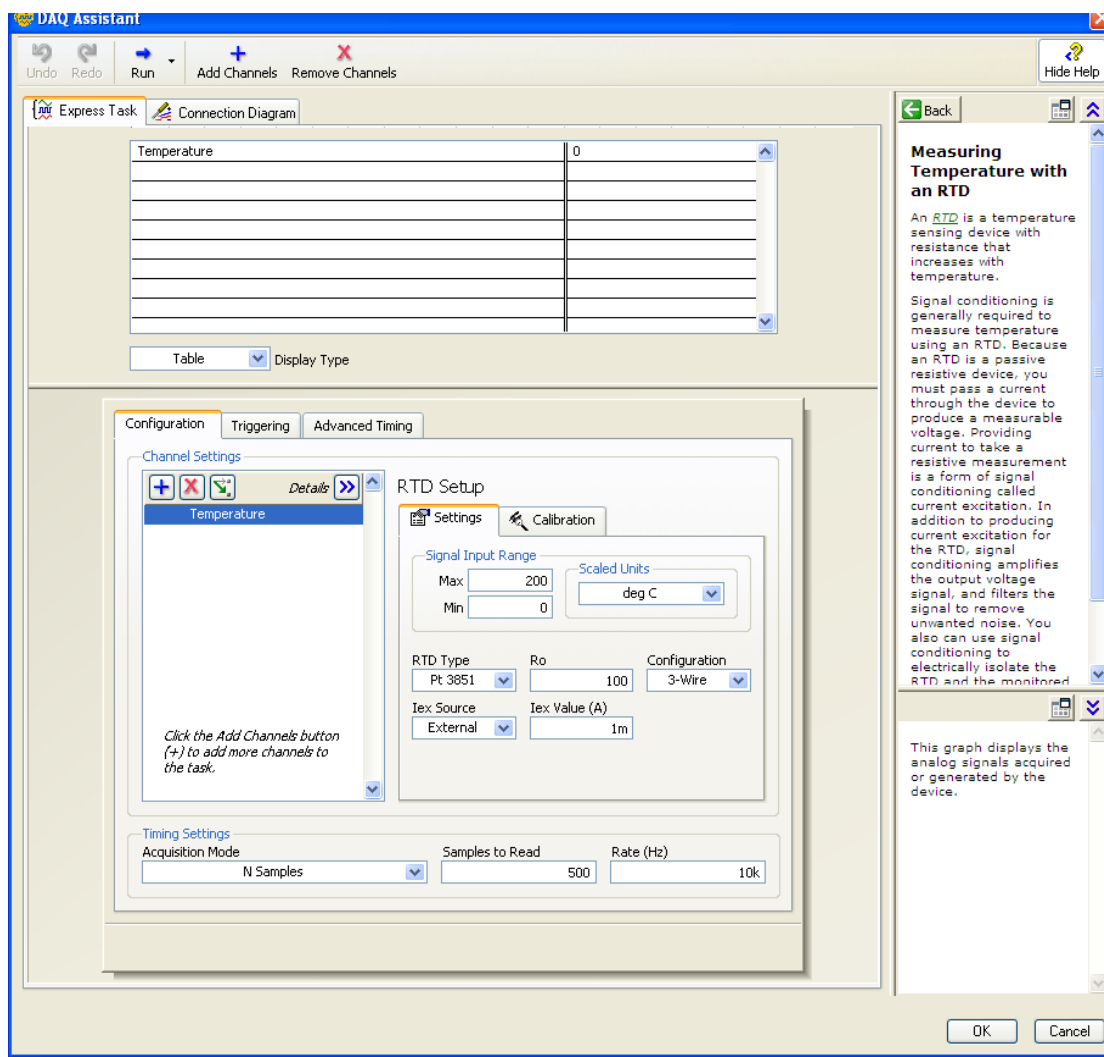 DAQ Assistant
Undo
Redo
Run
Add Channels
Remove Channels
Hide Help
Express Task
Connection Diagram
Temperature
0
Table
Display Type
Configuration
Triggering
Advanced Timing
Channel Settings
Details
Temperature
Click the Add Channels button
(+) to add more channels to
the task.
RTD Setup
Settings
Calibration
Signal Input Range
Max
200
Min
0
Scaled Units
deg C
RTD Type
Ro
Configuration
Pt 3851
100
3-Wire
Iex Source
Iex Value (A)
External
1m
Timing Settings
Acquisition Mode
Samples to Read
Rate (Hz)
N Samples
500
10k
Back
Measuring
Temperature with
an RTD
An RTD is a temperature
sensing device with
resistance that
increases with
temperature.
Signal conditioning is
generally required to
measure temperature
using an RTD. Because
an RTD is a passive
resistive device, you
must pass a current
through the device to
produce a measurable
voltage. Providing
current to take a
resistive measurement
is a form of signal
conditioning called
current excitation. In
addition to producing
current excitation for
the RTD, signal
conditioning amplifies
the output voltage
signal, and filters the
signal to remove
unwanted noise. You
also can use signal
conditioning to
electrically isolate the
RTD and the monitored
This graph displays the
analog signals acquired
or generated by the
device.
OK
Cancel